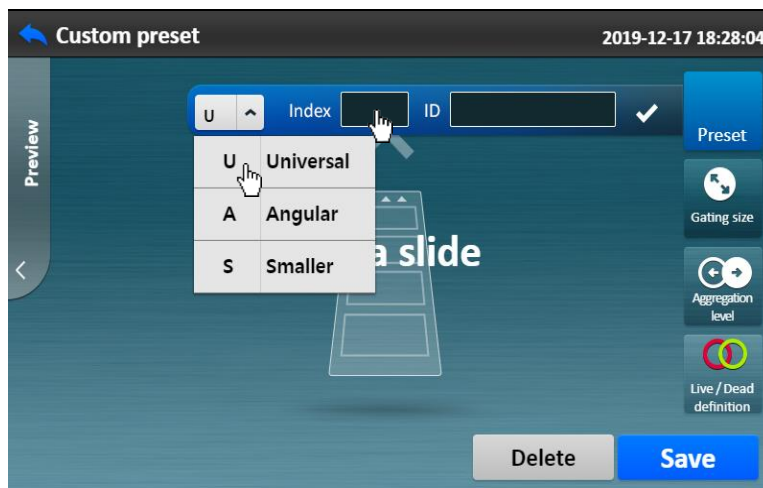 Custom preset
2019-12-17 18:28:04
Preview
U
Index
ID
U Universal
A Angular
S Smaller
a slide
Preset
Gating size
Aggregation
level
Live / Dead
definition
Delete
Save